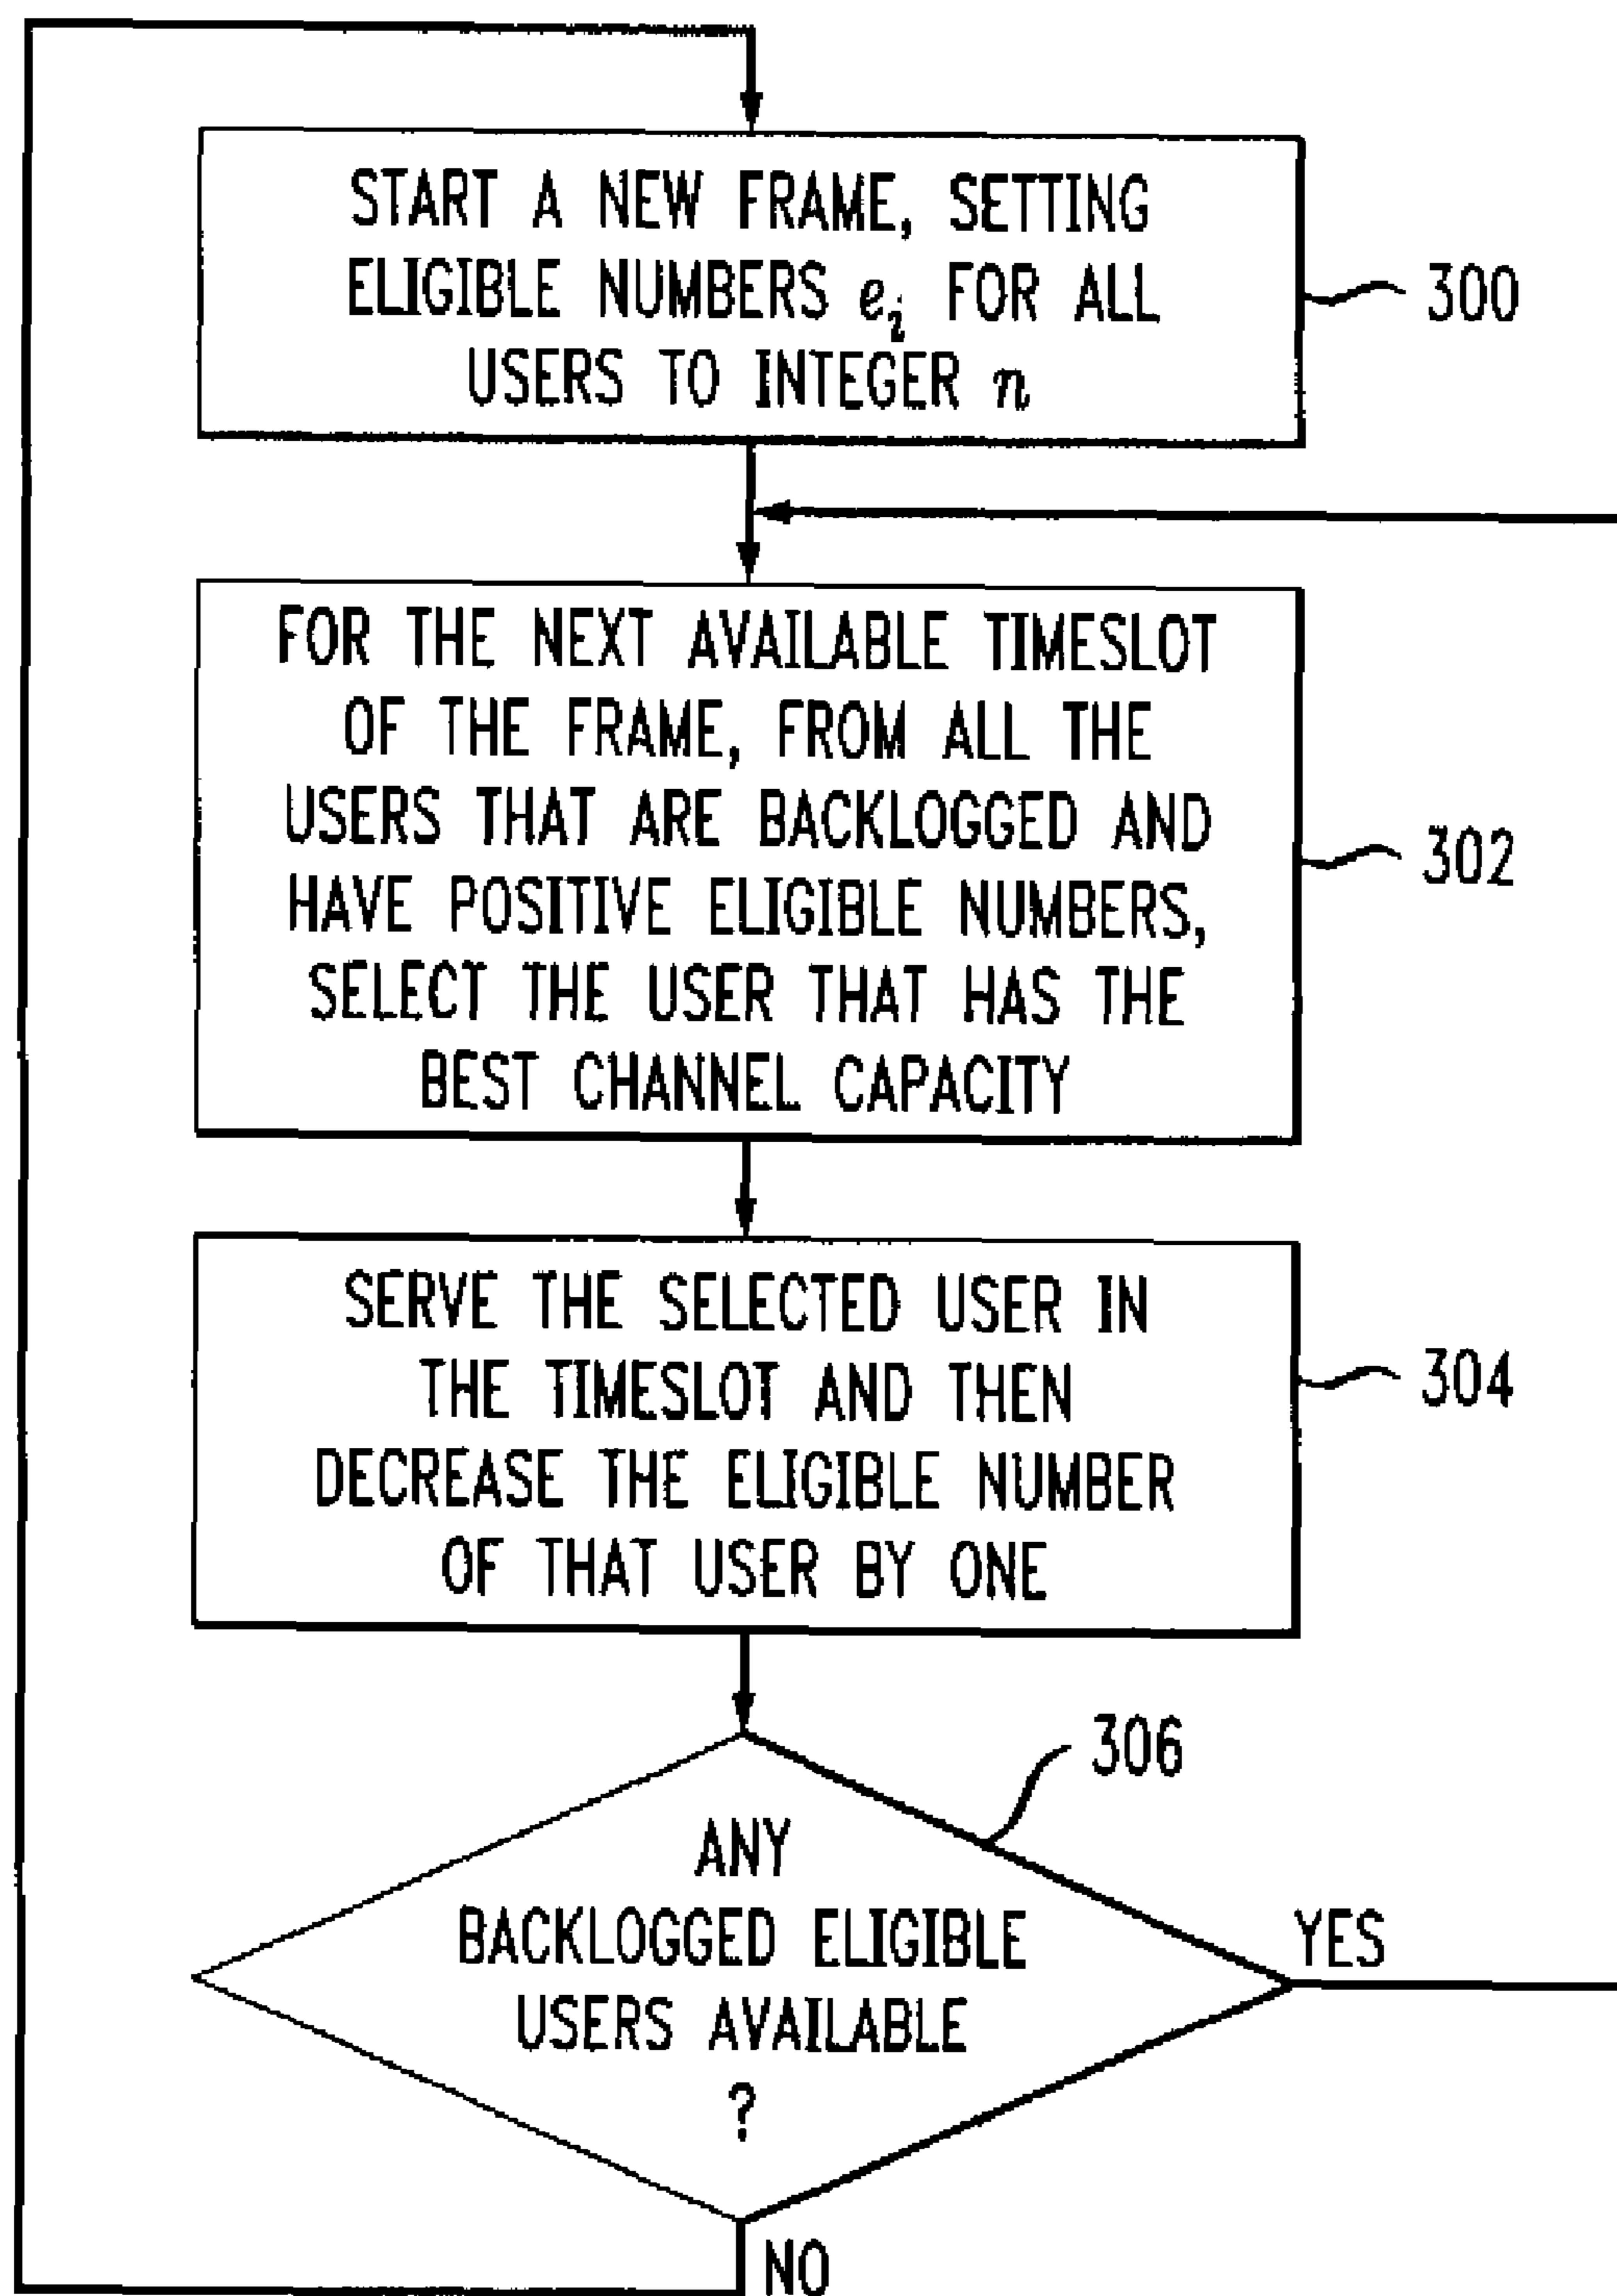 START A NEW FRAME, SETTING
ELIGIBLE NUMBERS e_i FOR ALL
USERS TO INTEGER n
300
FOR THE NEXT AVAILABLE TIMESLOT
OF THE FRAME, FROM ALL THE
USERS THAT ARE BACKLOGGED AND
HAVE POSITIVE ELIGIBLE NUMBERS,
SELECT THE USER THAT HAS THE
BEST CHANNEL CAPACITY
302
SERVE THE SELECTED USER IN
THE TIMESLOT AND THEN
DECREASE THE ELIGIBLE NUMBER
OF THAT USER BY ONE
304
306
ANY
BACKLOGGED ELIGIBLE
USERS AVAILABLE
?
YES
NO